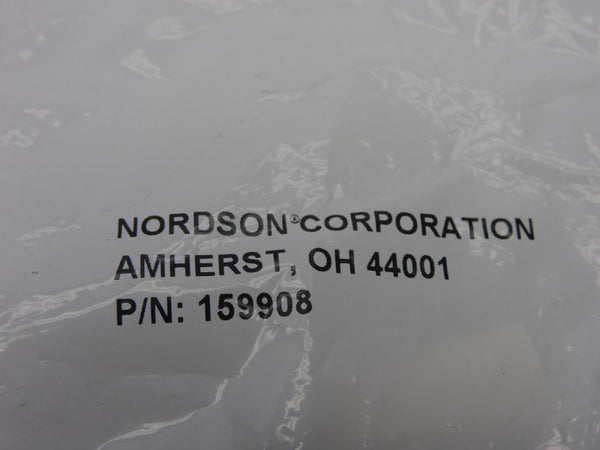 NORDSON® CORPORATION
AMHERST, OH 44001
P/N: 159908